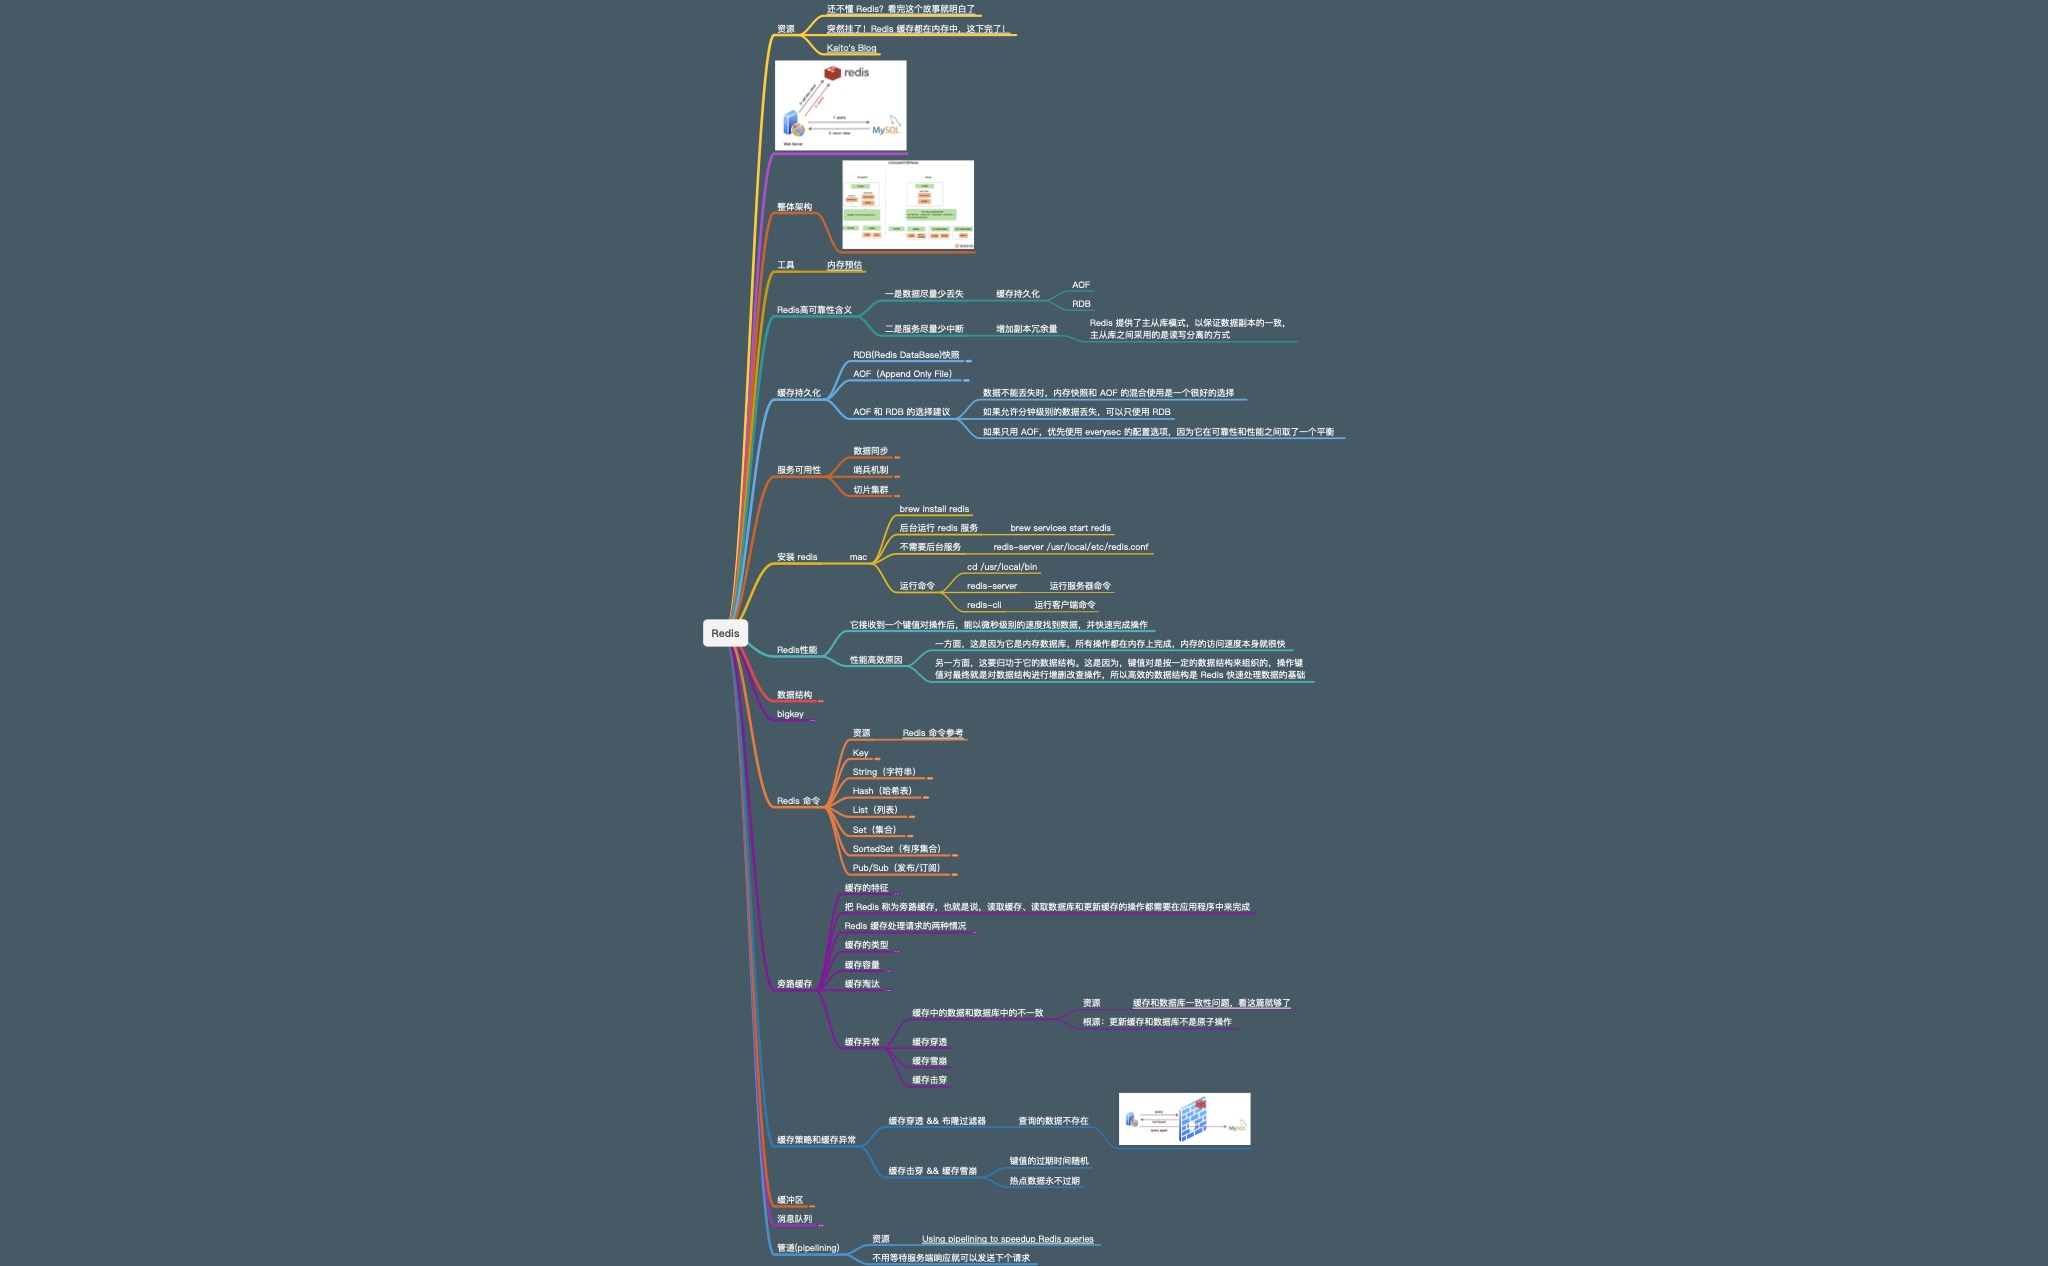 还不懂 Redis？看完这个故事就明白了
资源
突然挂了！Redis 缓存都在内存中，这下完了！
Kaito's Blog
redis
1: query
MySQL
2: return data
Web Server
整体架构
工具
内存预估
Redis高可靠性含义
一是数据尽量少丢失
缓存持久化
AOF
RDB
二是服务尽量少中断
增加副本冗余量
Redis 提供了主从库模式，以保证数据副本的一致，
主从库之间采用的是读写分离的方式
缓存持久化
RDB(Redis DataBase)快照
AOF（Append Only File）
AOF 和 RDB 的选择建议
数据不能丢失时，内存快照和 AOF 的混合使用是一个很好的选择
如果允许分钟级别的数据丢失，可以只使用 RDB
如果只用 AOF，优先使用 everysec 的配置选项，因为它在可靠性和性能之间取了一个平衡
服务可用性
数据同步
哨兵机制
切片集群
安装 redis
mac
brew install redis
后台运行 redis 服务
brew services start redis
不需要后台服务
redis-server /usr/local/etc/redis.conf
运行命令
cd /usr/local/bin
redis-server
运行服务器命令
redis-cli
运行客户端命令
Redis
Redis性能
它接收到一个键值对操作后，能以微秒级别的速度找到数据，并快速完成操作
性能高效原因
一方面，这是因为它是内存数据库，所有操作都在内存上完成，内存的访问速度本身就很快
另一方面，这要归功于它的数据结构。这是因为，键值对是按一定的数据结构来组织的，操作键
值对最终就是对数据结构进行增删改查操作，所以高效的数据结构是 Redis 快速处理数据的基础
数据结构
bigkey
Redis 命令
资源
Redis 命令参考
Key
String（字符串）
Hash（哈希表）
List（列表）
Set（集合）
SortedSet（有序集合）
Pub/Sub（发布/订阅）
旁路缓存
缓存的特征
把 Redis 称为旁路缓存，也就是说，读取缓存、读取数据库和更新缓存的操作都需要在应用程序中来完成
Redis 缓存处理请求的两种情况
缓存的类型
缓存容量
缓存淘汰
缓存异常
缓存中的数据和数据库中的不一致
资源
缓存和数据库一致性问题，看这篇就够了
根源：更新缓存和数据库不是原子操作
缓存穿透
缓存雪崩
缓存击穿
缓存策略和缓存异常
缓存穿透 && 布隆过滤器
查询的数据不存在
MySQL
缓存击穿 && 缓存雪崩
键值的过期时间随机
热点数据永不过期
缓冲区
消息队列
管道(pipelining)
资源
Using pipelining to speedup Redis queries
不用等待服务端响应就可以发送下个请求